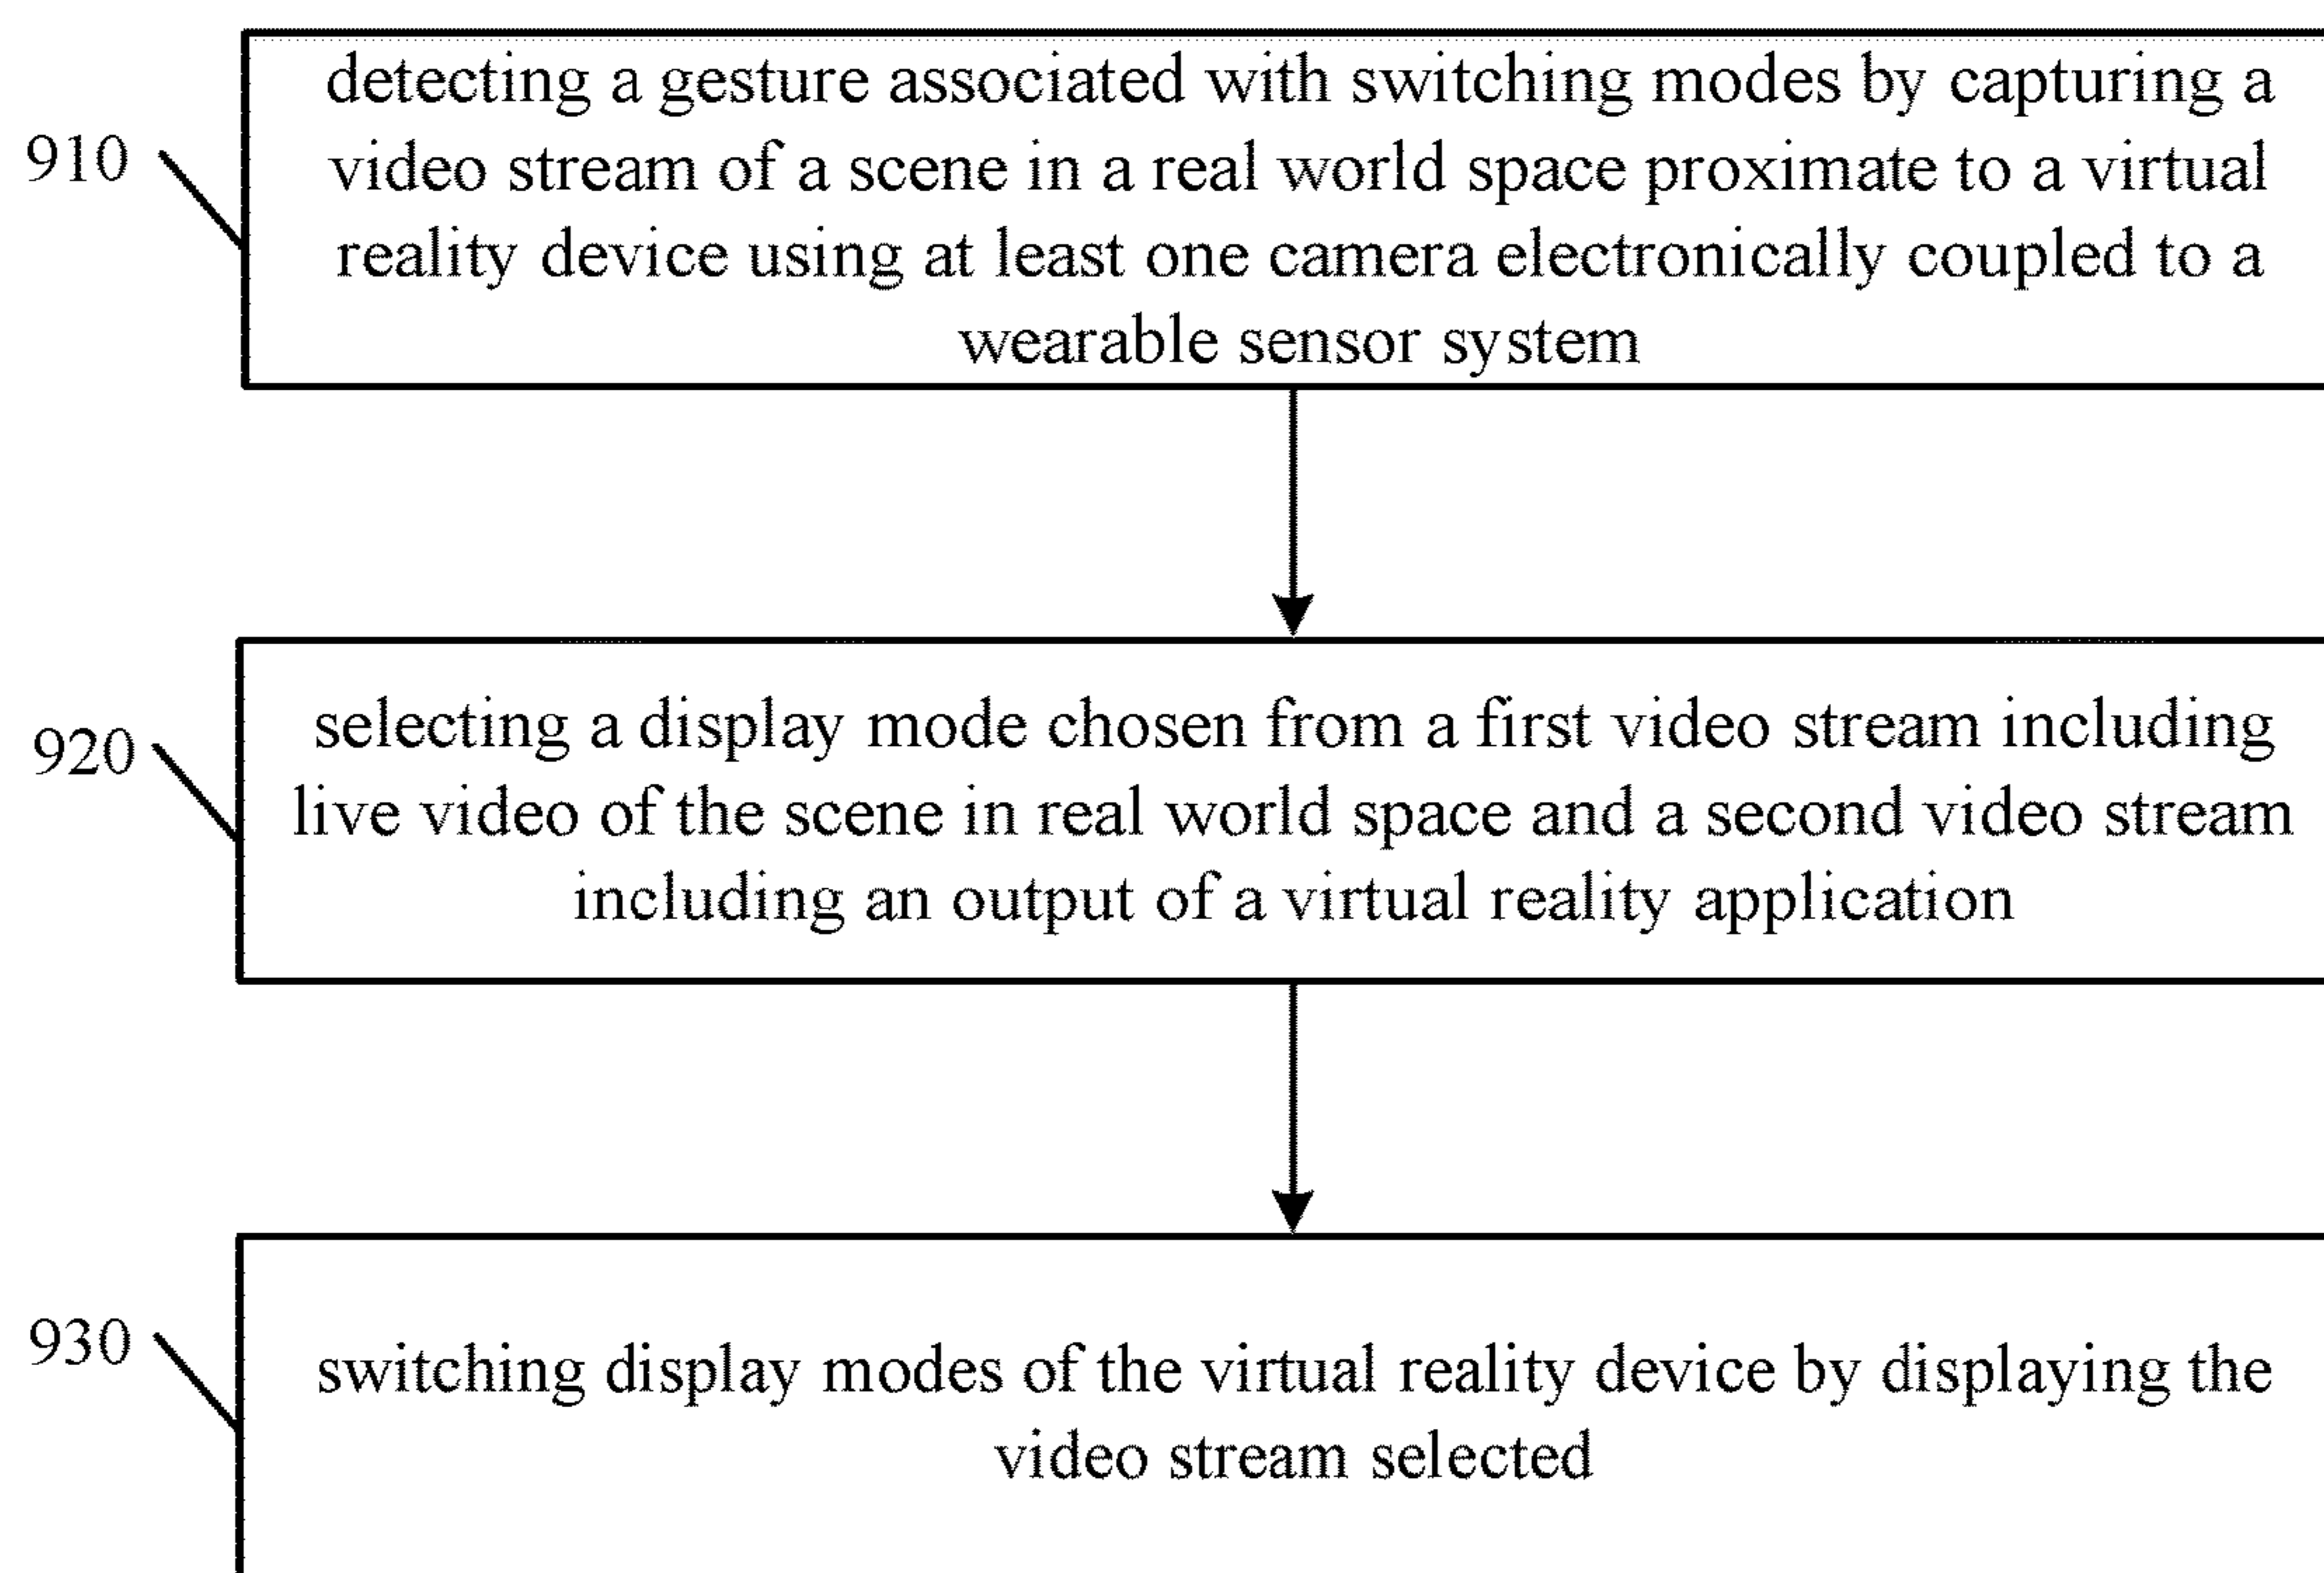 detecting a gesture associated with switching modes by capturing a
910
video stream of a scene in a real world space proximate to a virtual
reality device using at least one camera electronically coupled to a
wearable sensor system
920
selecting a display mode chosen from a first video stream including
live video of the scene in real world space and a second video stream
including an output of a virtual reality application
930
switching display modes of the virtual reality device by displaying the
video stream selected